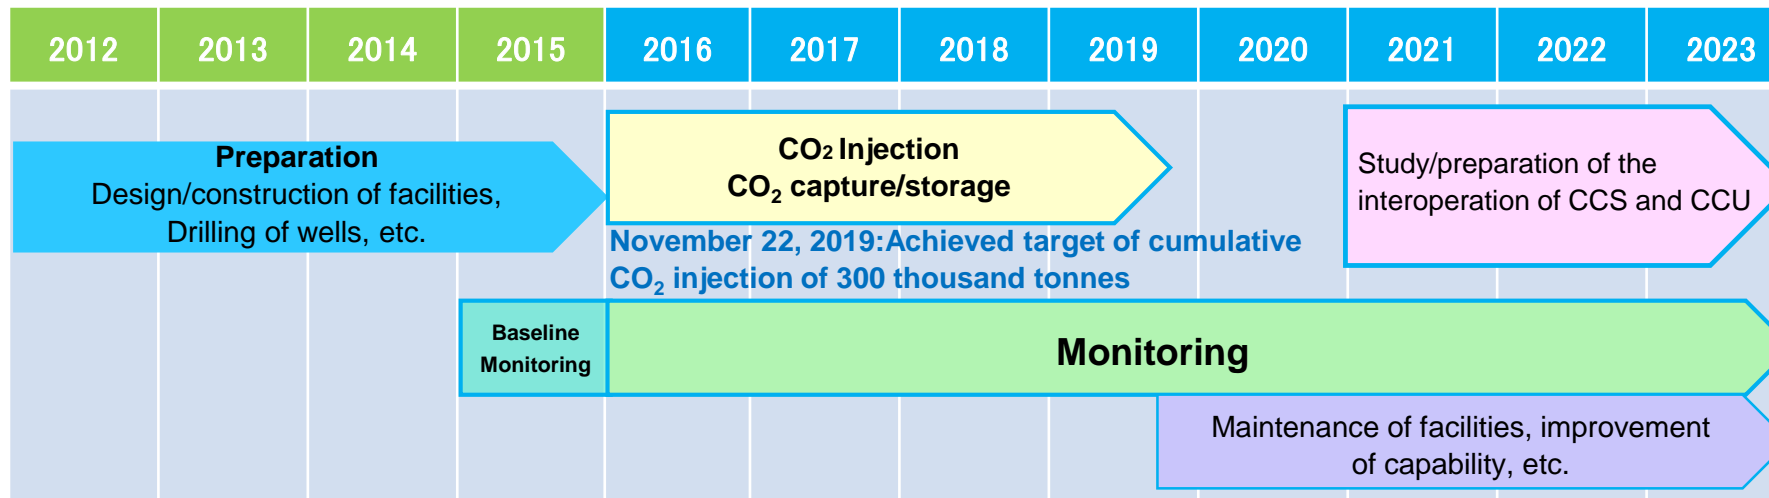 2012 2013 2014 2015 2016 2017 2018 2019 2020 2021 2022 2023
Preparation
Design/construction of facilities,
Drilling of wells, etc.
CO2 Injection
CO2 capture/storage
November 22, 2019:Achieved target of cumulative
CO2 injection of 300 thousand tonnes
Study/preparation of the
interoperation of CCS and CCU
Baseline
Monitoring
Monitoring
Maintenance of facilities, improvement
of capability, etc.